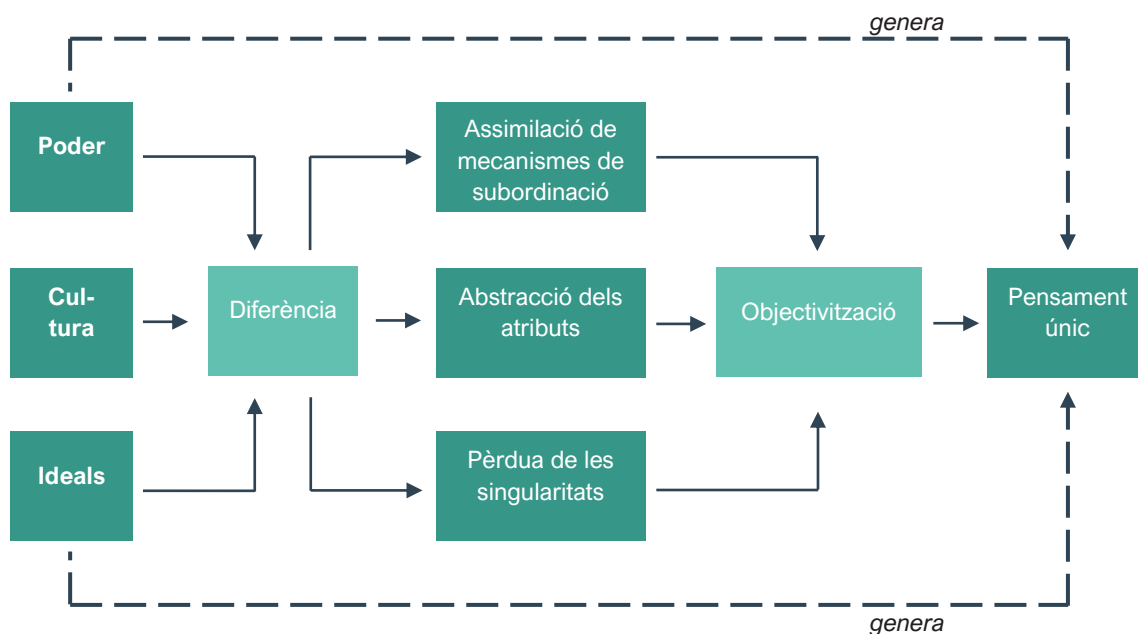 genera
Poder
Assimilació de
mecanismes de
subordinació
Cul-
tura
Diferència
Abstracció dels
atributs
Objectivització
Pensament
únic
Ideals
Pèrdua de les
singularitats
genera